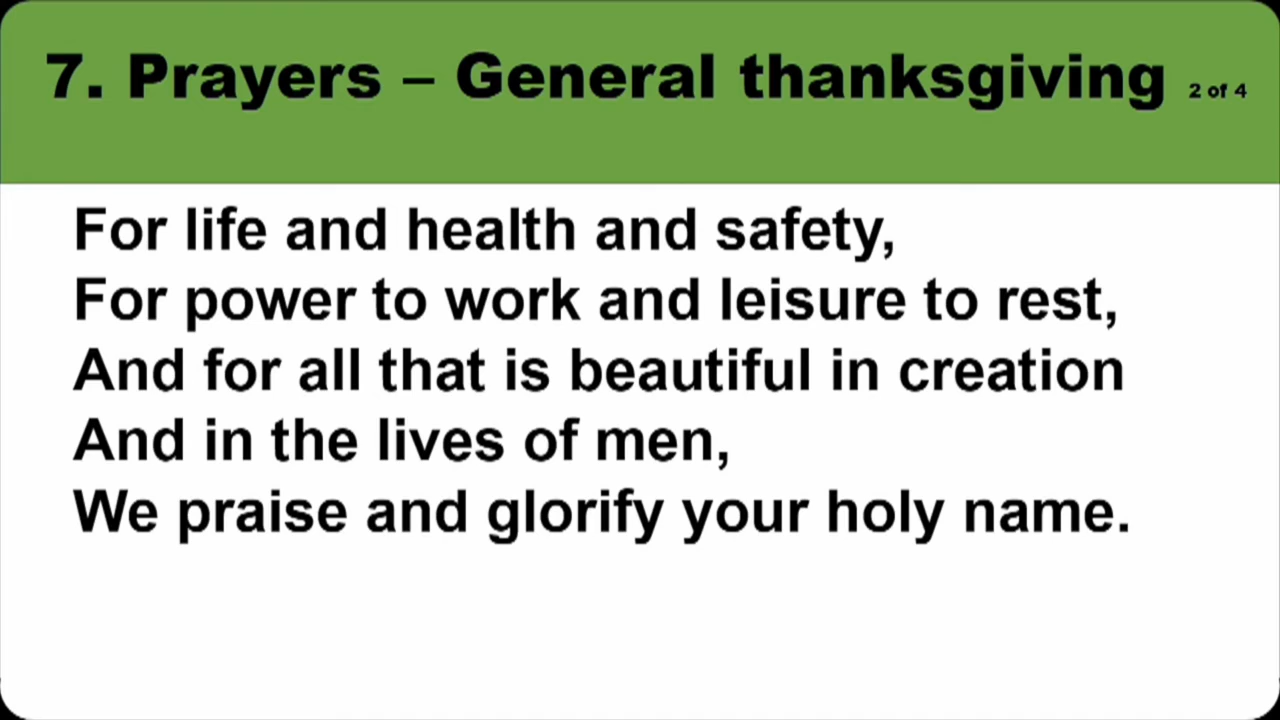 7. Prayers – General thanksgiving 2 of 4
For life and health and safety,
For power to work and leisure to rest,
And for all that is beautiful in creation
And in the lives of men,
We praise and glorify your holy name.